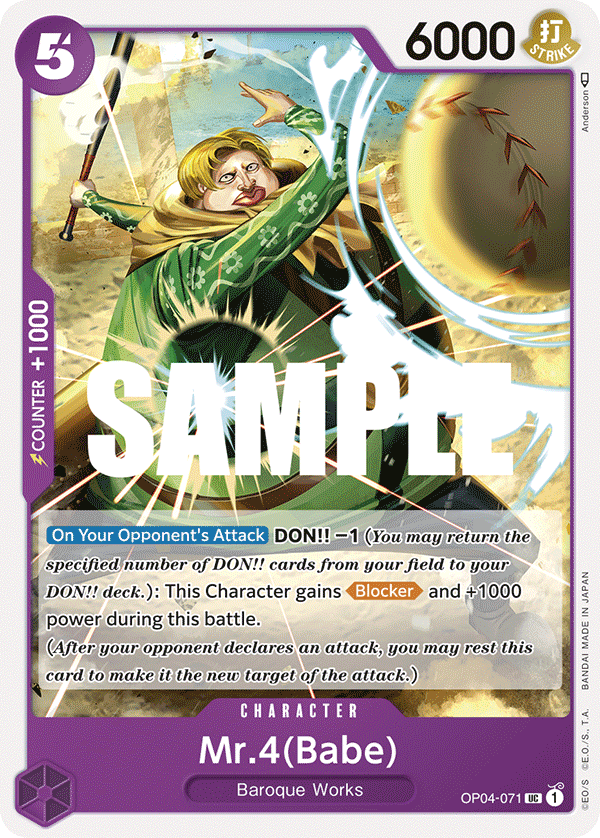 5
6000
打
STRIKE
Anderson
COUNTER +1000
SAMPLE
On Your Opponent's Attack DON!! −1 (You may return the
specified number of DON!! cards from your field to your
DON!! deck.): This Character gains Blocker and +1000
power during this battle.
(After your opponent declares an attack, you may rest this
card to make it the new target of the attack.)
CHARACTER
Mr.4(Babe)
Baroque Works
OP04-071 UC 1
©E.O./S., T.A. BANDAI MADE IN JAPAN
©EO/S